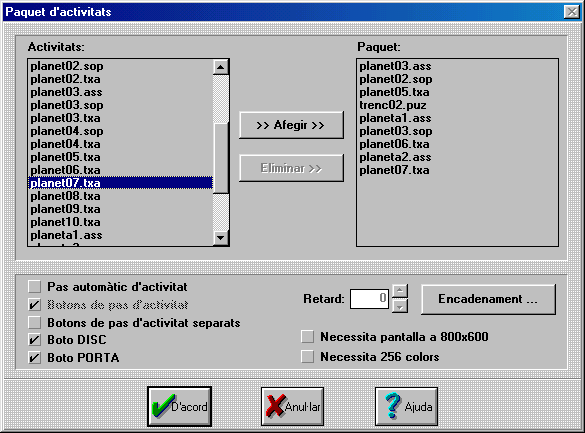 Paquet d'activitats
Activitats:
planet02.sop
planet02.txa
planet03.ass
planet03.sop
planet03.txa
planet04.sop
planet04.txa
planet05.txa
planet06.txa
planet07.txa
planet08.txa
planet09.txa
planet10.txa
planeta1.ass
>> Afegir >>
Eliminar >>
Paquet:
planet03.ass
planet02.sop
planet05.txa
trenc02.puz
planeta1.ass
planet03.sop
planet06.txa
planeta2.ass
planet07.txa
Pas automàtic d'activitat
Botons de pas d'activitat
Botons de pas d'activitat separats
Boto DISC
Boto PORTA
Retard: 0
Encadenament ...
Necessita pantalla a 800x600
Necessita 256 colors
D'acord
Anul·lar
Ajuda